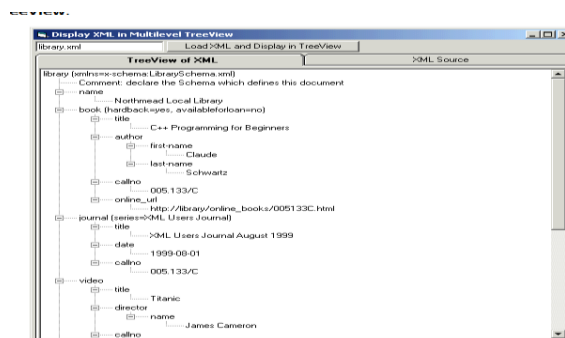 Display XML in Multilevel TreeView
library.xml Load XML and Display in TreeView
TreeView of XML XML Source
library (xmlns=x-schema:LibrarySchema.xml)
Comment: declare the Schema which defines this document
name
Northmead Local Library
book (hardback=yes, availableforloan=no)
title
C++ Programming for Beginners
author
first-name
Claude
last-name
Schwartz
callno
005.133/C
online_url
http://library/online_books/005133C.html
journal (series=XML Users Journal)
title
XML Users Journal August 1999
date
1999-08-01
callno
005.133/C
video
title
Titanic
director
name
James Cameron
callno